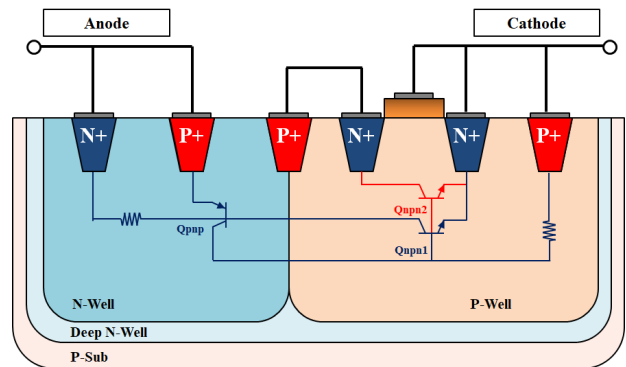 Anode
Cathode
N+
P+
P+
N+
N+
P+
Qnpn2
Qpnp
Qnpn1
N-Well
P-Well
Deep N-Well
P-Sub